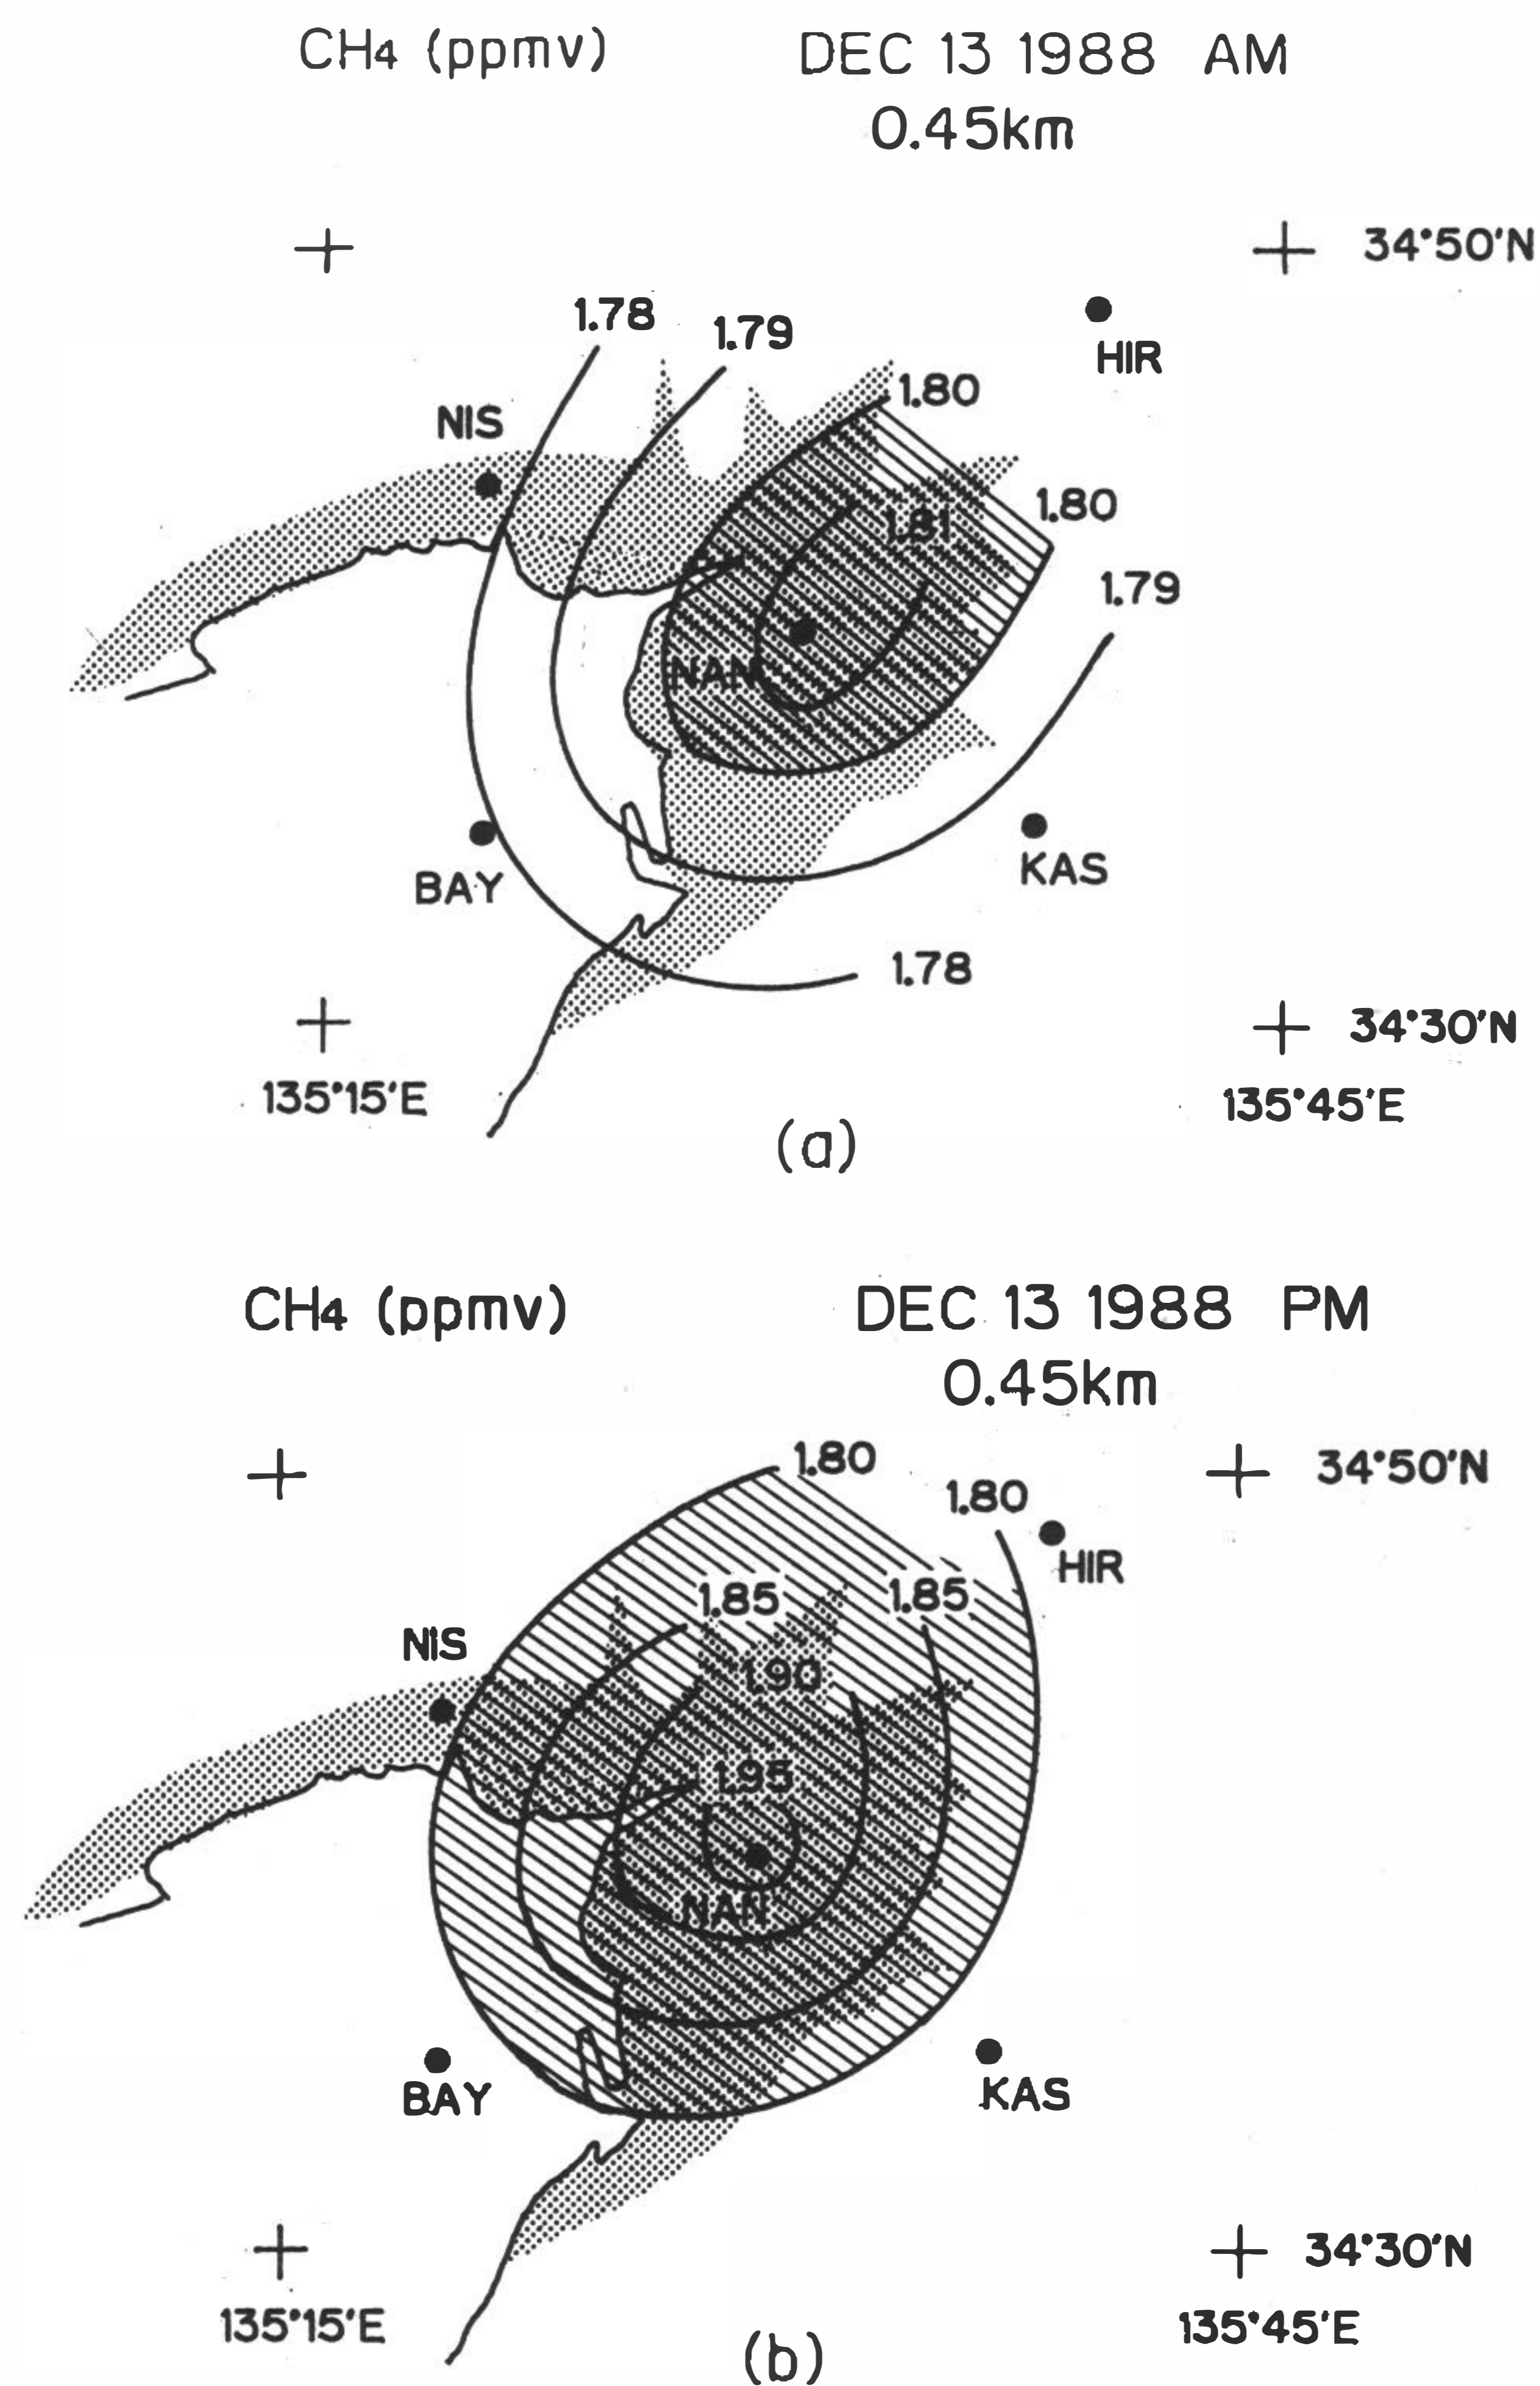 CH4 (ppmv) DEC 13 1988 AM
0.45km
34°50'N
1.78
1.79
HIR
1.80
NIS
1.81
1.80
1.79
NAN
BAY
KAS
1.78
34°30'N
135°15'E
135°45'E
(a)
CH4 (ppmv) DEC 13 1988 PM
0.45km
1.80
34°50'N
1.80
HIR
1.85
1.85
NIS
1.90
1.95
NAN
BAY
KAS
34°30'N
135°15'E
135°45'E
(b)